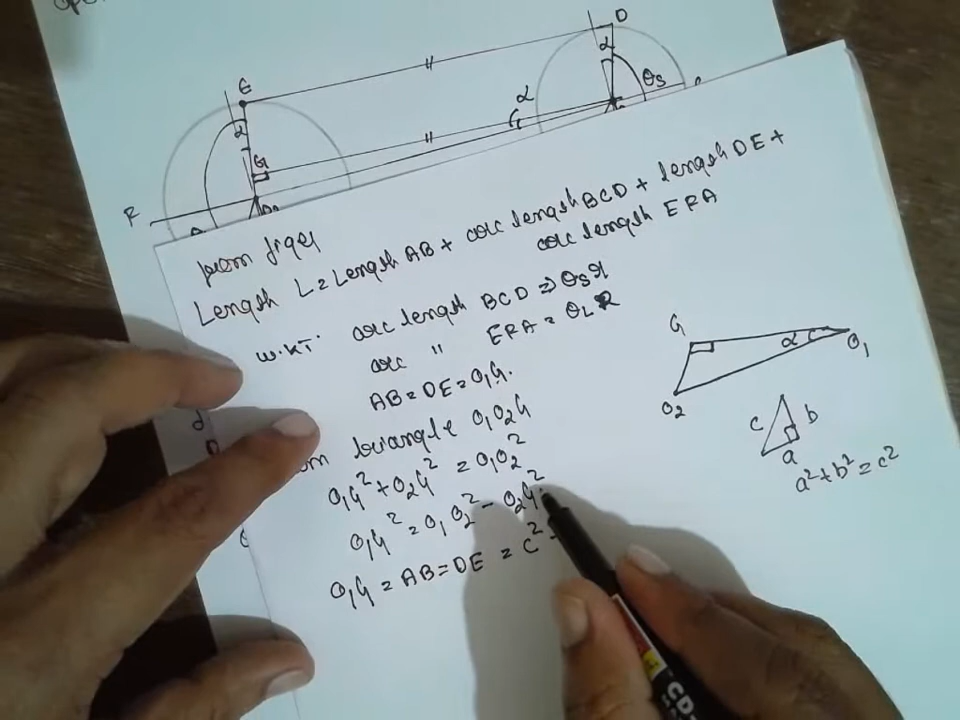 E
D
α
α
θs
α
G
R
from figer
Length L = Length AB + arc length BCD + length DE +
arc length ERA
w.k.T arc length BCD ⇒ θs r
arc " ERA = θL R
AB = DE = O₁G.
triangle O₁O₂G
O₁G² + O₂G² = O₁O₂²
O₁G² = O₁O₂² - O₂G²
O₁G = AB = DE = C² -
G
α
O₁
O₂
c
b
a
a² + b² = c²
CD-